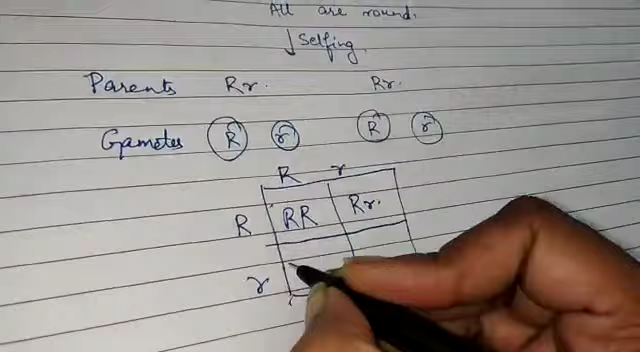 All are round.
↓ Selfing.
Parents Rr. Rr.
Gametes R r R r
R r
R RR Rr.
r